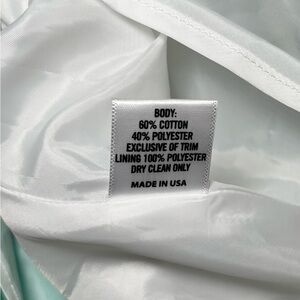 BODY:
60% COTTON
40% POLYESTER
EXCLUSIVE OF TRIM
LINING 100% POLYESTER
DRY CLEAN ONLY
MADE IN USA